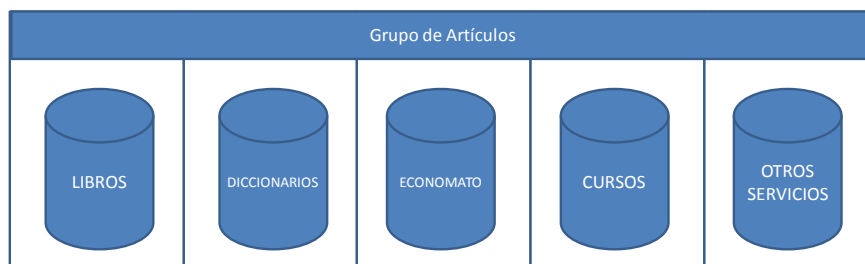 Grupo de Artículos
LIBROS
DICCIONARIOS
ECONOMATO
CURSOS
OTROS
SERVICIOS